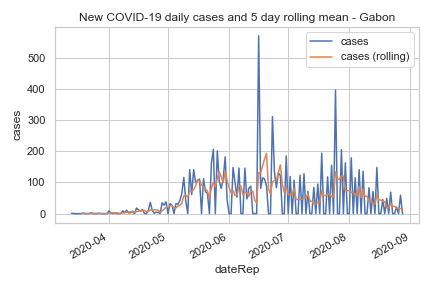 New COVID-19 daily cases and 5 day rolling mean - Gabon
cases
cases (rolling)
500
400
300
200
100
0
cases
2020-04
2020-05
2020-06
2020-07
2020-08
2020-09
dateRep